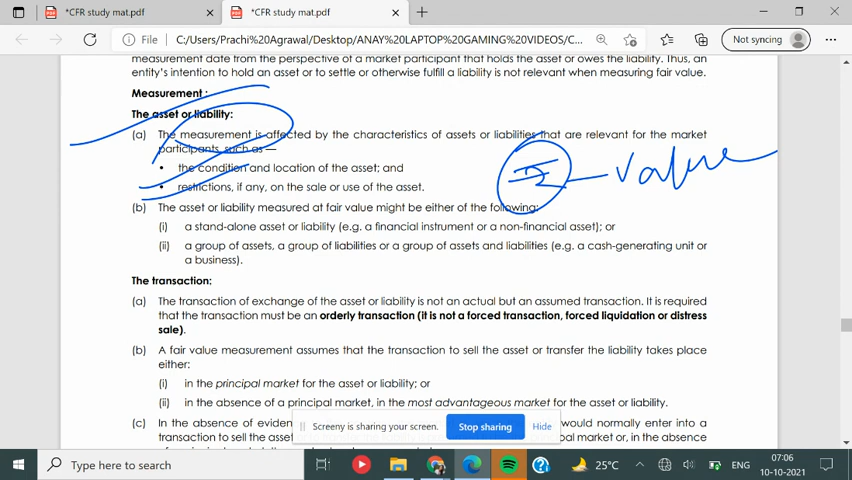 *CFR study mat.pdf
*CFR study mat.pdf
File
C:/Users/Prachi%20Agrawal/Desktop/ANAY%20LAPTOP%20GAMING%20VIDEOS/C...
Not syncing
measurement date from the perspective of a market participant that holds the asset or owes the liability. Thus, an
entity's intention to hold an asset or to settle or otherwise fulfill a liability is not relevant when measuring fair value.
Measurement :
The asset or liability:
(a) The measurement is affected by the characteristics of assets or liabilities that are relevant for the market
participants, such as —
• the condition and location of the asset; and
• restrictions, if any, on the sale or use of the asset.
value
(b) The asset or liability measured at fair value might be either of the following:
(i) a stand-alone asset or liability (e.g. a financial instrument or a non-financial asset); or
(ii) a group of assets, a group of liabilities or a group of assets and liabilities (e.g. a cash-generating unit or
a business).
The transaction:
(a) The transaction of exchange of the asset or liability is not an actual but an assumed transaction. It is required
that the transaction must be an orderly transaction (it is not a forced transaction, forced liquidation or distress
sale).
(b) A fair value measurement assumes that the transaction to sell the asset or transfer the liability takes place
either:
(i) in the principal market for the asset or liability; or
(ii) in the absence of a principal market, in the most advantageous market for the asset or liability.
(c) In the absence of eviden would normally enter into a
transaction to sell the asset pal market or, in the absence
Screeny is sharing your screen.
Stop sharing
Hide
Type here to search
25°C
ENG
07:06
10-10-2021